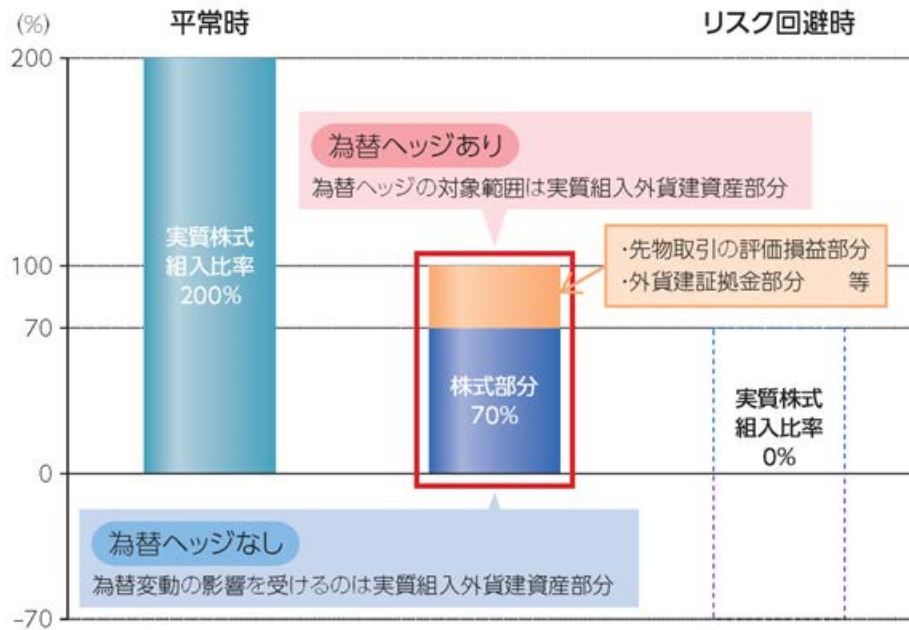 (%)
平常時
リスク回避時
200
為替ヘッジあり
為替ヘッジの対象範囲は実質組入外貨建資産部分
実質株式
組入比率
200%
・先物取引の評価損益部分
・外貨建証拠金部分 等
100
70
株式部分
70%
実質株式
組入比率
0%
0
為替ヘッジなし
為替変動の影響を受けるのは実質組入外貨建資産部分
-70